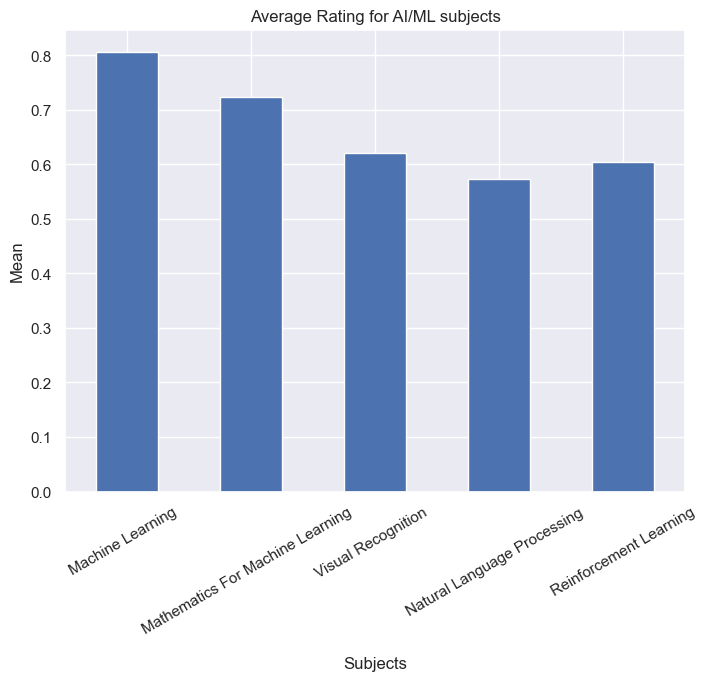 Average Rating for AI/ML subjects
0.8
0.7
0.6
0.5
0.4
0.3
0.2
0.1
0.0
Mean
Machine Learning
Mathematics For Machine Learning
Visual Recognition
Natural Language Processing
Reinforcement Learning
Subjects